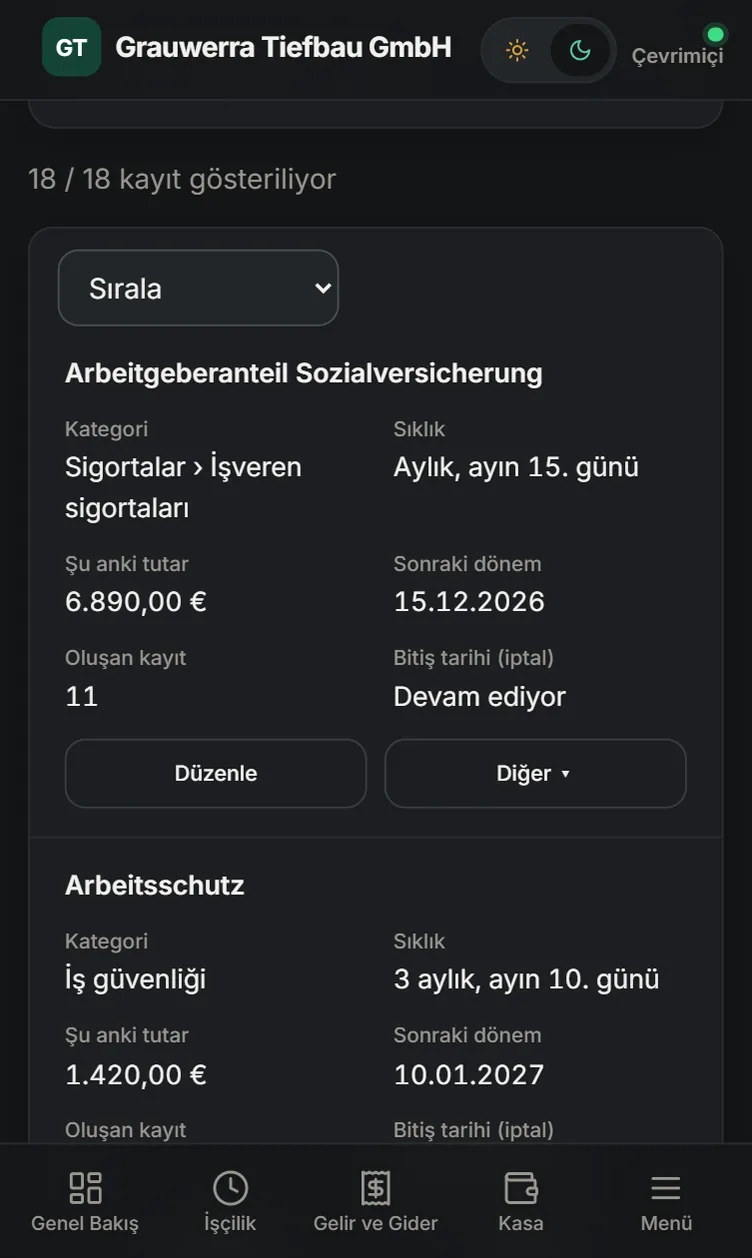 GT Grauwerra Tiefbau GmbH Çevrimiçi
18 / 18 kayıt gösteriliyor
Sırala
Arbeitgeberanteil Sozialversicherung
Kategori Sıklık
Sigortalar › İşveren Aylık, ayın 15. günü
sigortaları
Şu anki tutar Sonraki dönem
6.890,00 € 15.12.2026
Oluşan kayıt Bitiş tarihi (iptal)
11 Devam ediyor
Düzenle Diğer ▾
Arbeitsschutz
Kategori Sıklık
İş güvenliği 3 aylık, ayın 10. günü
Şu anki tutar Sonraki dönem
1.420,00 € 10.01.2027
Oluşan kayıt Bitiş tarihi (iptal)
Genel Bakış İşçilik Gelir ve Gider Kasa Menü